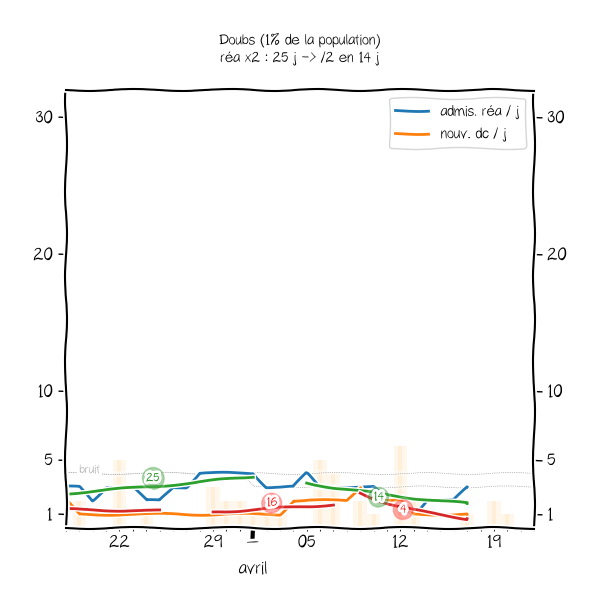 Doubs (1% de la population)
réa x2 : 25 j -> /2 en 14 j
admis. réa / j
nouv. dc / j
30 30
20 20
10 10
5 5
bruit
25
14
16
4
1 1
22 29 1 05 12 19
avril